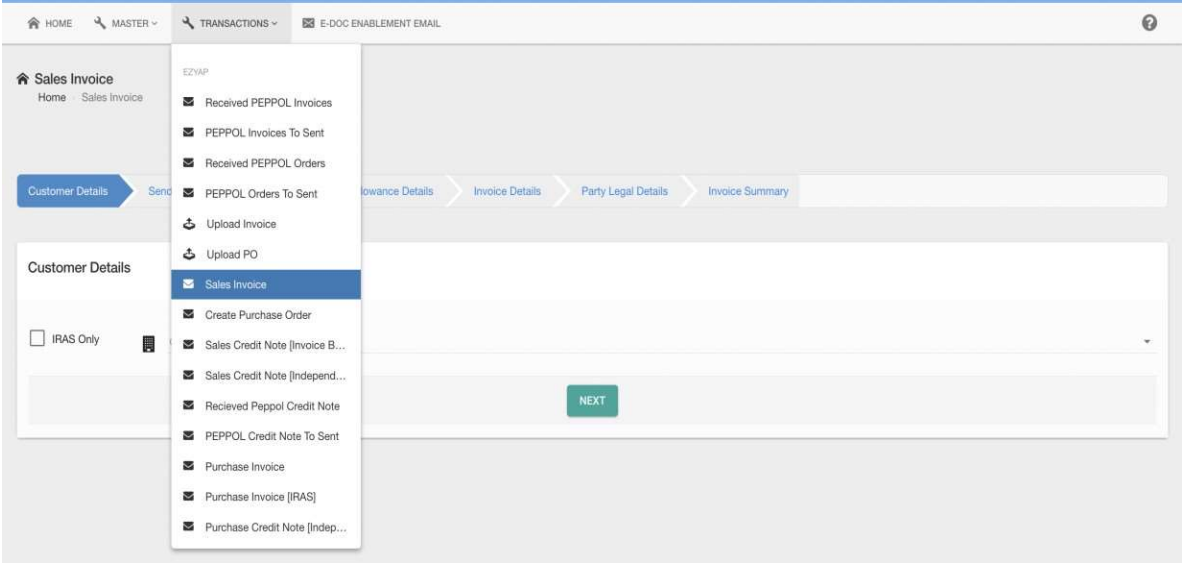 HOME MASTER TRANSACTIONS E-DOC ENABLEMENT EMAIL
Sales Invoice
Home Sales Invoice
EZYAP
Received PEPPOL Invoices
PEPPOL Invoices To Sent
Received PEPPOL Orders
PEPPOL Orders To Sent
Upload Invoice
Upload PO
Sales Invoice
Create Purchase Order
Sales Credit Note [Invoice B...
Sales Credit Note [Independ...
Recieved Peppol Credit Note
PEPPOL Credit Note To Sent
Purchase Invoice
Purchase Invoice [IRAS]
Purchase Credit Note [Indep...
Customer Details Send lowance Details Invoice Details Party Legal Details Invoice Summary
Customer Details
IRAS Only
NEXT